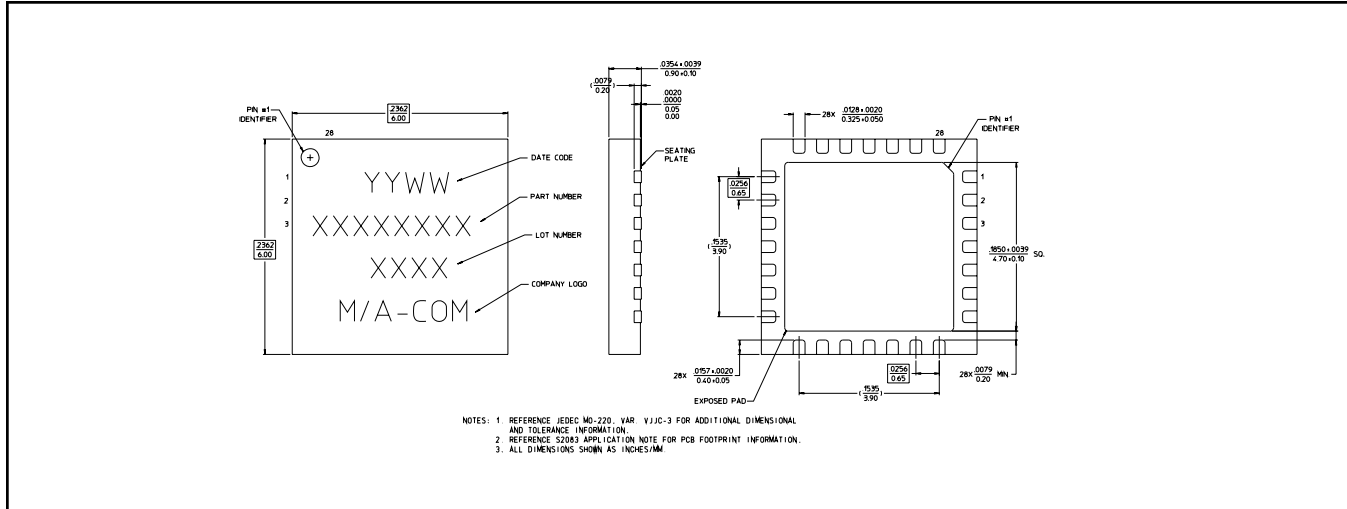 PIN #1
IDENTIFIER
28
.2362
6.00
.2362
6.00
1
2
3
YYWW
XXXXXXXX
XXXX
M/A-COM
DATE CODE
PART NUMBER
LOT NUMBER
COMPANY LOGO
.0354±.0039
0.90±0.10
(.0079
0.20)
.0020
.0000
0.05
0.00
SEATING
PLATE
28X .0128±.0020
0.325±0.050
28
PIN #1
IDENTIFIER
.0256
0.65
(.1535
3.90)
1
2
3
.1850±.0039
4.70±0.10 SQ.
28X .0157±.0020
0.40±0.05
EXPOSED PAD
.0256
0.65
(.1535
3.90)
28X .0079
0.20 MIN
NOTES: 1. REFERENCE JEDEC MO-220, VAR. VJJC-3 FOR ADDITIONAL DIMENSIONAL
AND TOLERANCE INFORMATION.
2. REFERENCE S2083 APPLICATION NOTE FOR PCB FOOTPRINT INFORMATION.
3. ALL DIMENSIONS SHOWN AS INCHES/MM.